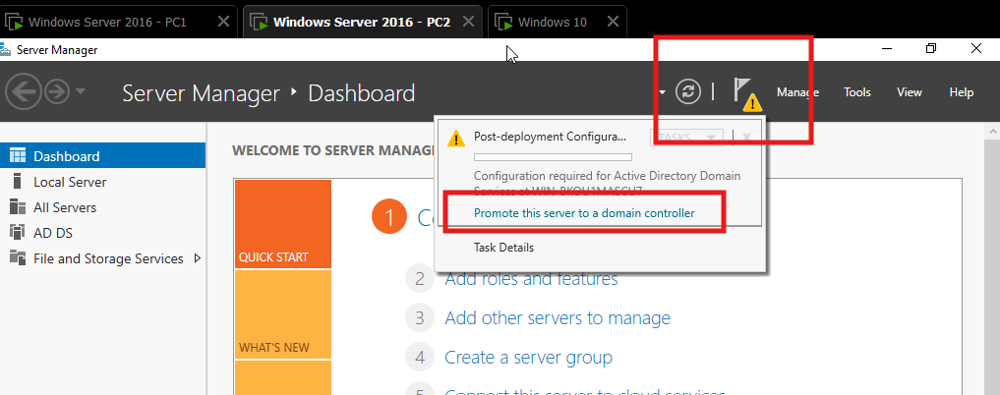 Windows Server 2016 - PC1
Windows Server 2016 - PC2
Windows 10
Server Manager
Server Manager ‣ Dashboard
Manage
Tools
View
Help
Dashboard
Local Server
All Servers
AD DS
File and Storage Services
WELCOME TO SERVER MANAG
Post-deployment Configura...
TASKS
Configuration required for Active Directory Domain
Services at
Promote this server to a domain controller
Task Details
QUICK START
WHAT'S NEW
1
2 Add roles and features
3 Add other servers to manage
4 Create a server group
5 Connect this server to cloud services